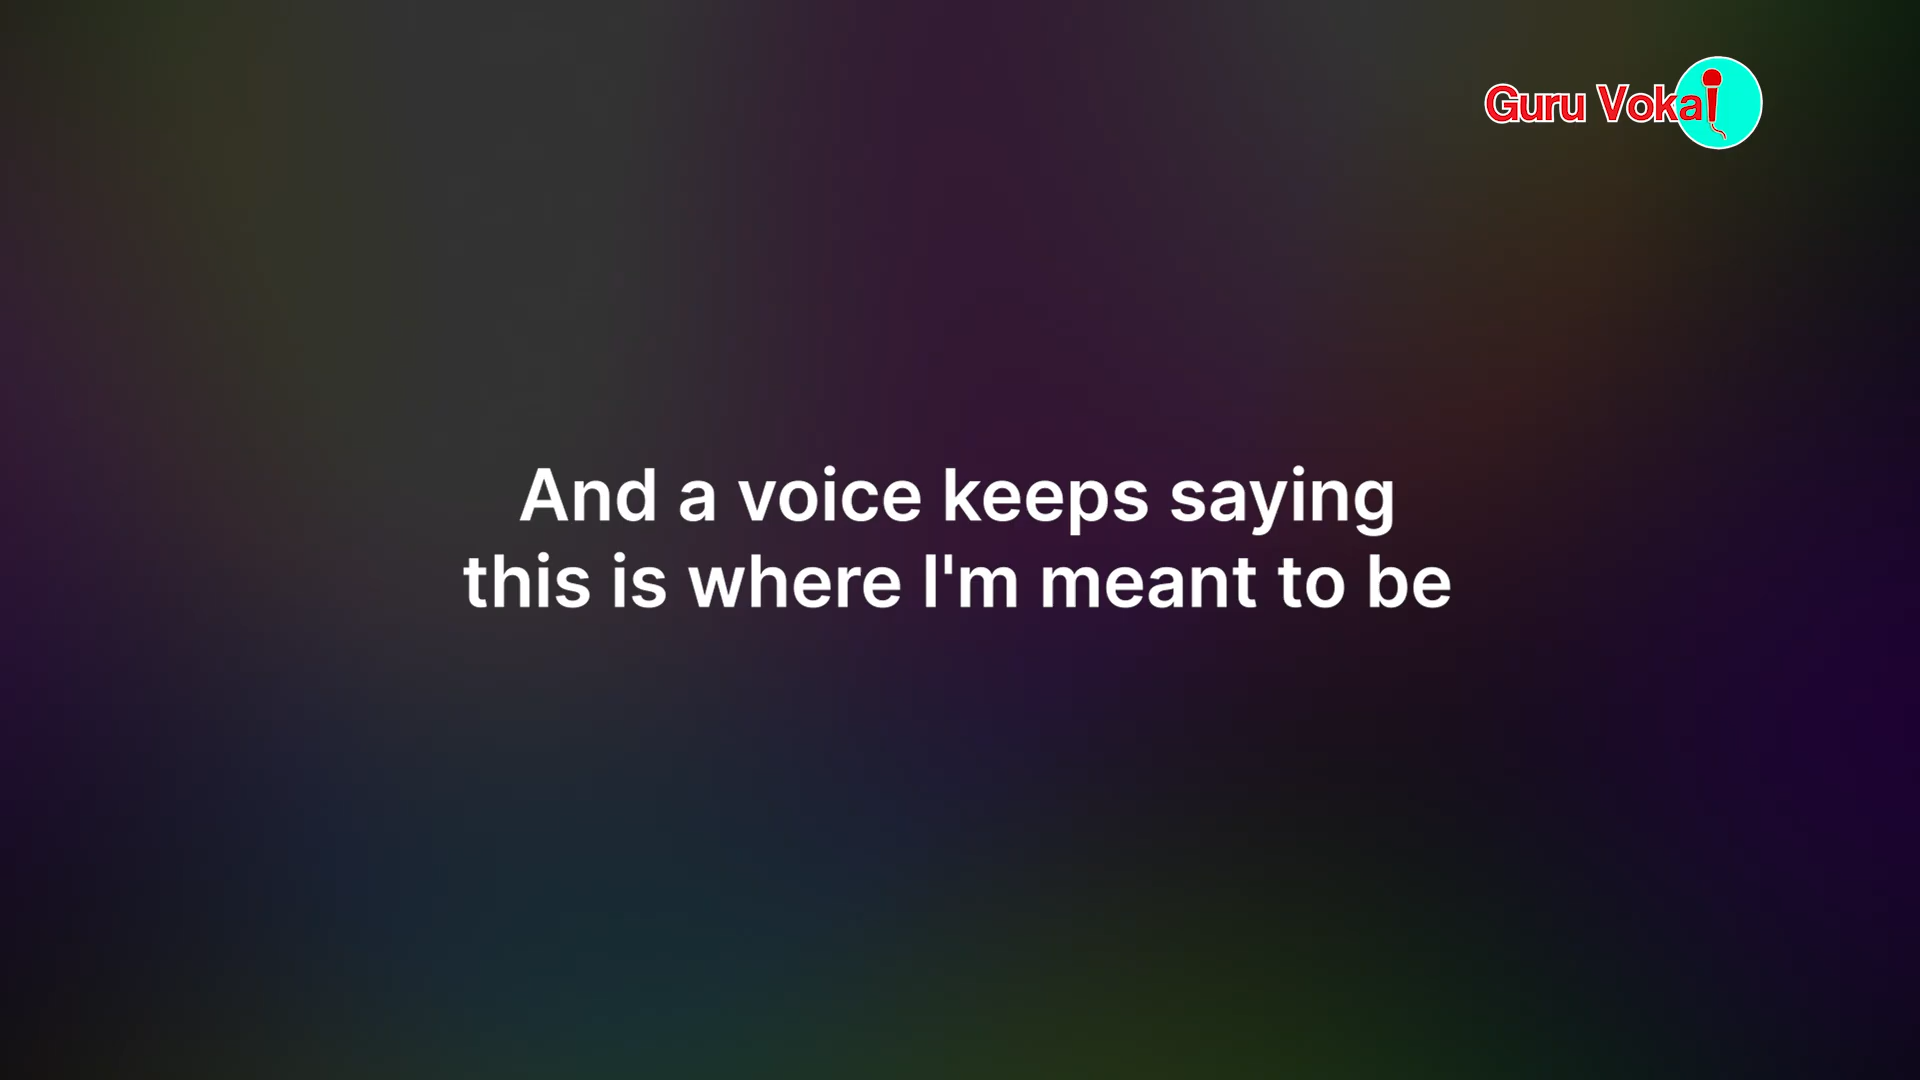 Guru Vokal
And a voice keeps saying
this is where I'm meant to be